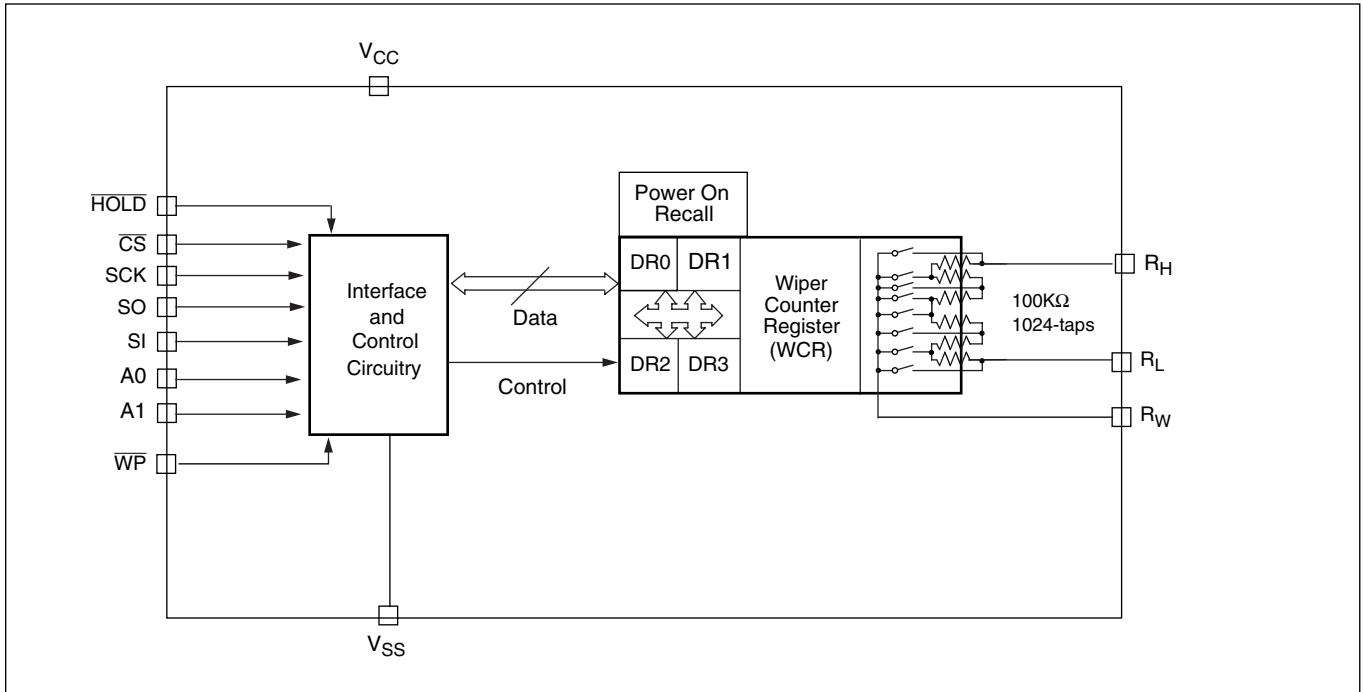 VCC
HOLD
CS
SCK
SO
SI
A0
A1
WP
Interface
and
Control
Circuitry
Data
Control
Power On
Recall
DR0 DR1
DR2 DR3
Wiper
Counter
Register
(WCR)
100KΩ
1024-taps
RH
RL
RW
VSS